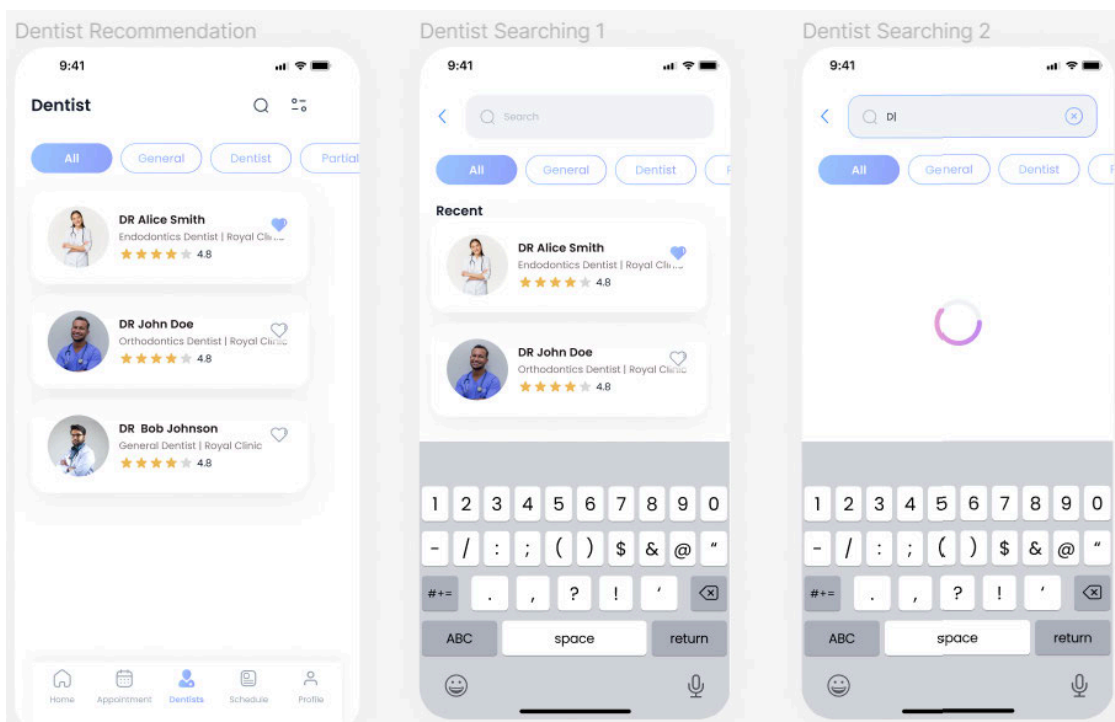 Dentist Recommendation
9:41
Dentist
All General Dentist Partial
DR Alice Smith
Endodontics Dentist | Royal Clinic
4.8
DR John Doe
Orthodontics Dentist | Royal Clinic
4.8
DR Bob Johnson
General Dentist | Royal Clinic
4.8
Home Appointment Dentists Schedule Profile
Dentist Searching 1
9:41
Search
All General Dentist P
Recent
DR Alice Smith
Endodontics Dentist | Royal Clinic
4.8
DR John Doe
Orthodontics Dentist | Royal Clinic
4.8
1 2 3 4 5 6 7 8 9 0
- / : ; ( ) $ & @ "
#+= . , ? ! '
ABC space return
Dentist Searching 2
9:41
D
All General Dentist P
1 2 3 4 5 6 7 8 9 0
- / : ; ( ) $ & @ "
#+= . , ? ! '
ABC space return